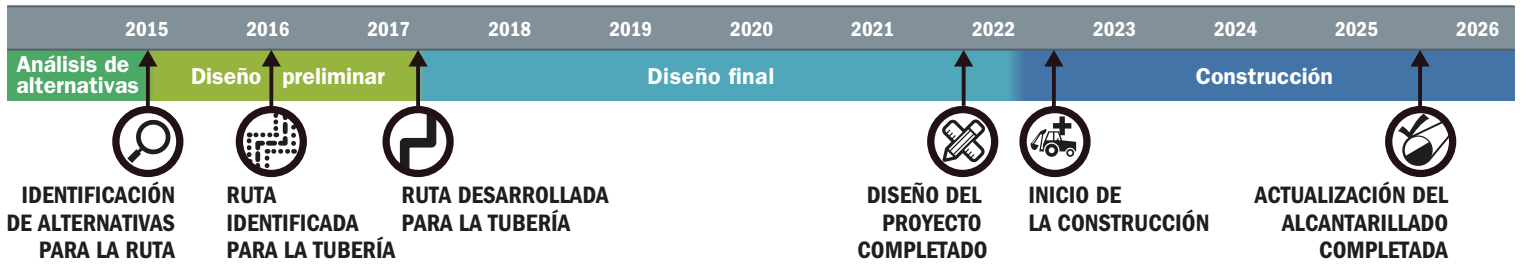 2015 2016 2017 2018 2019 2020 2021 2022 2023 2024 2025 2026
Análisis de
alternativas
Diseño preliminar
Diseño final
Construcción
IDENTIFICACIÓN
DE ALTERNATIVAS
PARA LA RUTA
RUTA
IDENTIFICADA
PARA LA TUBERÍA
RUTA DESARROLLADA
PARA LA TUBERÍA
DISEÑO DEL
PROYECTO
COMPLETADO
INICIO DE
LA CONSTRUCCIÓN
ACTUALIZACIÓN DEL
ALCANTARILLADO
COMPLETADA